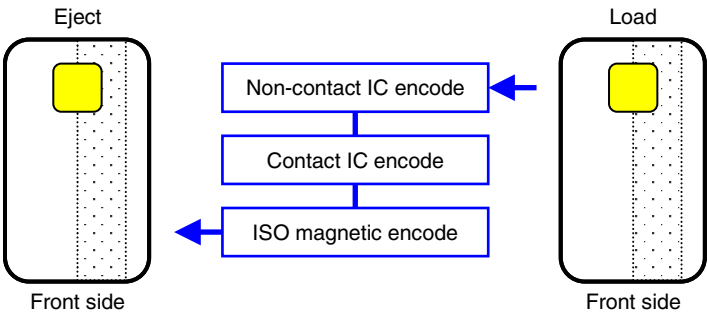 Eject
Load
Non-contact IC encode
Contact IC encode
ISO magnetic encode
Front side
Front side